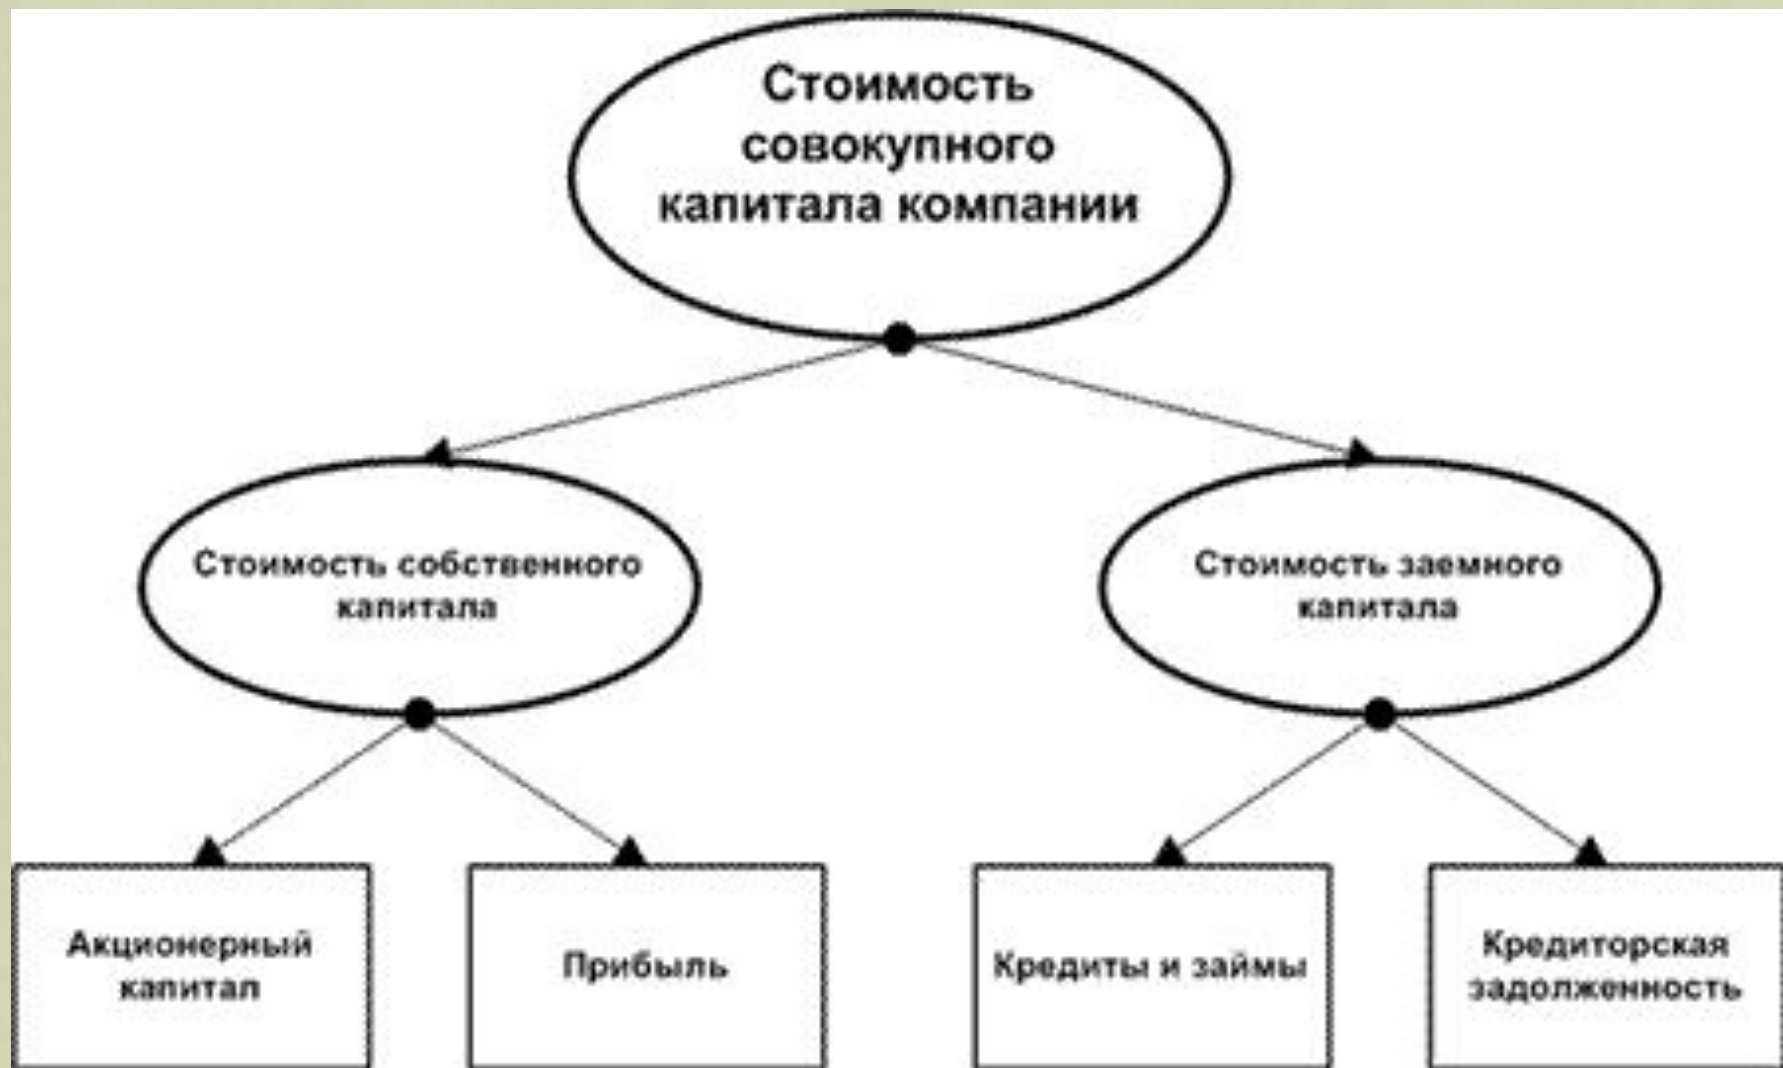 Стоимость
совокупного
капитала компании
Стоимость собственного
капитала
Стоимость заемного
капитала
Акционерный
капитал
Прибыль
Кредиты и займы
Кредиторская
задолженность